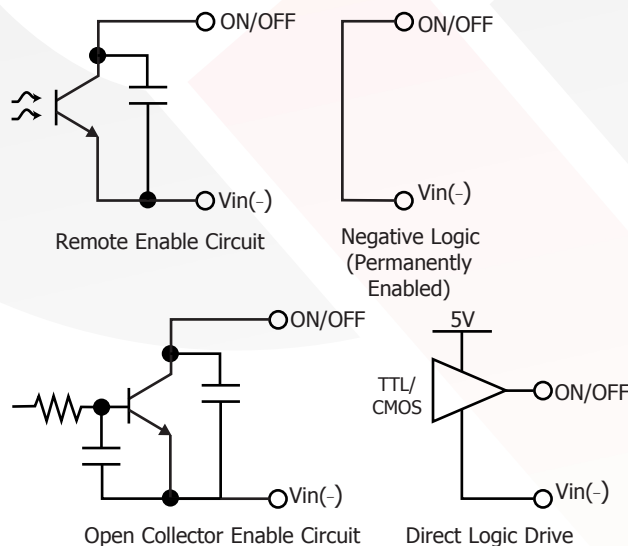 ON/OFF
Vin(-)
Remote Enable Circuit
ON/OFF
Vin(-)
Negative Logic
(Permanently
Enabled)
ON/OFF
Vin(-)
Open Collector Enable Circuit
5V
TTL/
CMOS
ON/OFF
Vin(-)
Direct Logic Drive